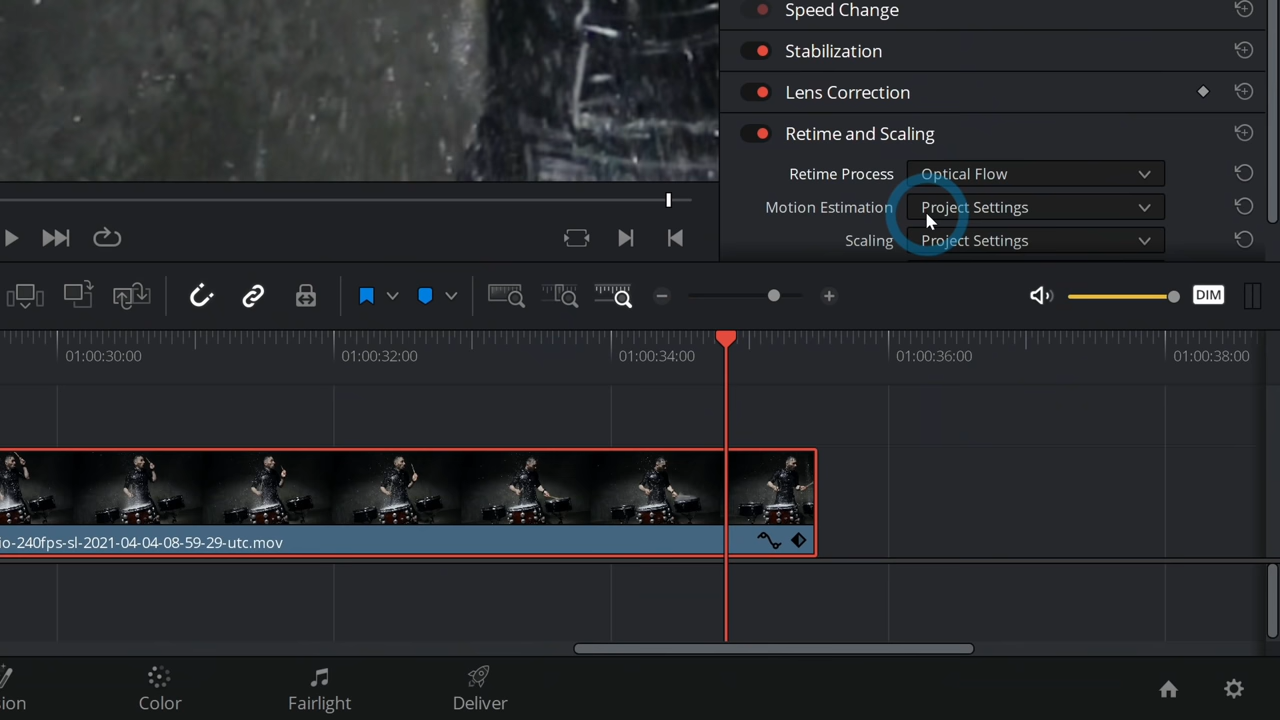 Speed Change
Stabilization
Lens Correction
Retime and Scaling
Retime Process Optical Flow
Motion Estimation Project Settings
Scaling Project Settings
DIM
01:00:30:00 01:00:32:00 01:00:34:00 01:00:36:00 01:00:38:00
io-240fps-sl-2021-04-04-08-59-29-utc.mov
sion Color Fairlight Deliver